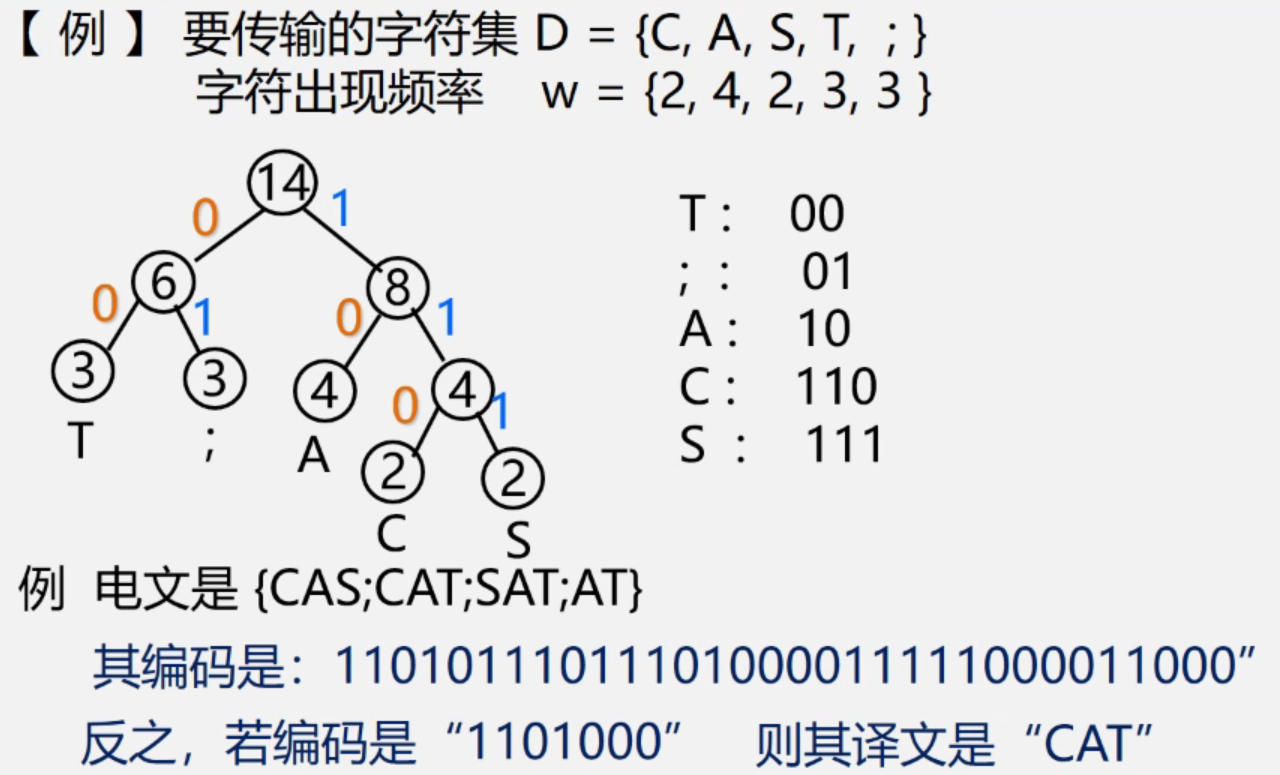 【 例 】 要传输的字符集 D = {C, A, S, T, ; }
字符出现频率 w = {2, 4, 2, 3, 3 }
14
0 1
6 8
0 1 0 1
3 3 4 4
0 1
T ; A 2 2
C S
T : 00
; : 01
A : 10
C : 110
S : 111
例 电文是 {CAS;CAT;SAT;AT}
其编码是：11010111011101000011111000011000”
反之，若编码是“1101000” 则其译文是“CAT”